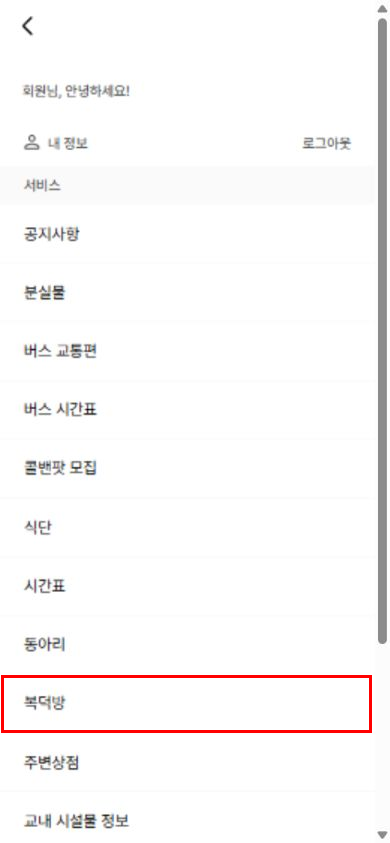 회원님, 안녕하세요!
내 정보 로그아웃
서비스
공지사항
분실물
버스 교통편
버스 시간표
콜밴팟 모집
식단
시간표
동아리
복덕방
주변상점
교내 시설물 정보